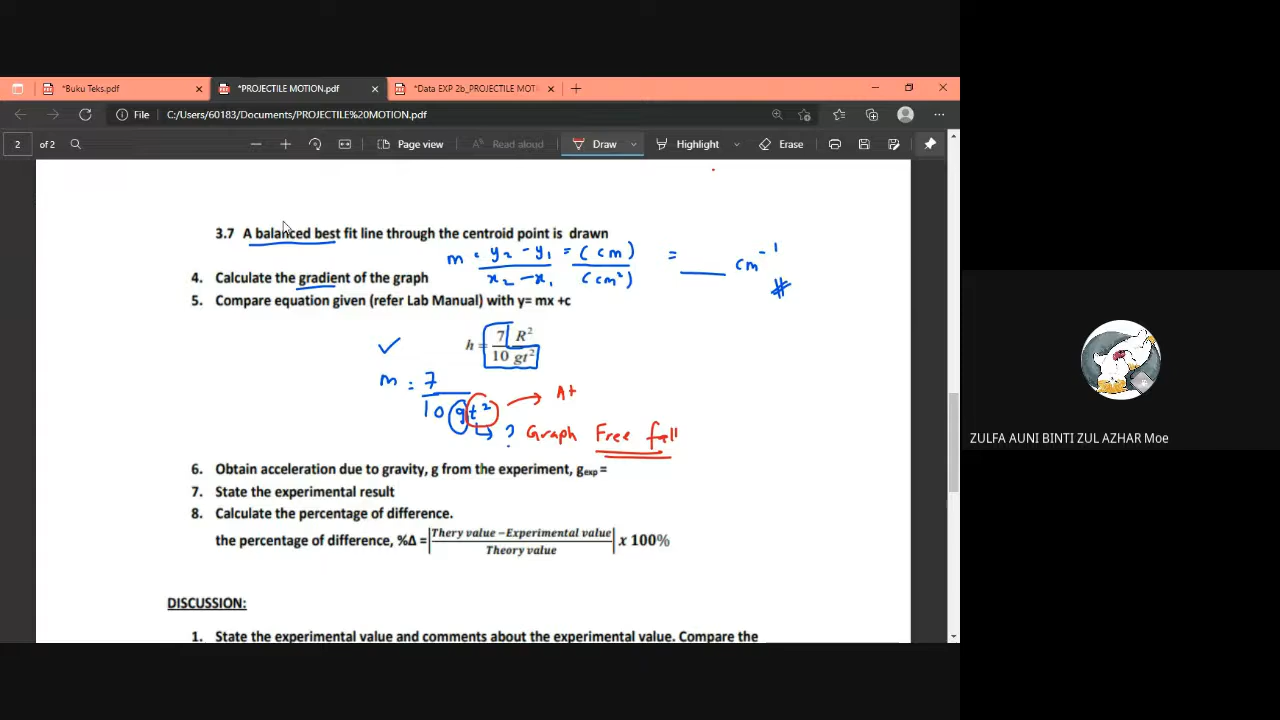 *Buku Teks.pdf
*PROJECTILE MOTION.pdf
*Data EXP 2b_PROJECTILE MOT
File
C:/Users/60183/Documents/PROJECTILE%20MOTION.pdf
2 of 2
Page view
Read aloud
Draw
Highlight
Erase
3.7 A balanced best fit line through the centroid point is drawn
m = y₂ - y₁ / x₂ - x₁ = (cm) / (cm²) = ___ cm⁻¹ #
4. Calculate the gradient of the graph
5. Compare equation given (refer Lab Manual) with y= mx +c
✓ h = 7/10 R²/gt²
m = 7 / 10 g t² → At
? Graph Free fall
6. Obtain acceleration due to gravity, g from the experiment, gexp =
7. State the experimental result
8. Calculate the percentage of difference.
the percentage of difference, %Δ = |Thery value −Experimental value / Theory value| x 100%
DISCUSSION:
1. State the experimental value and comments about the experimental value. Compare the
ZULFA AUNI BINTI ZUL AZHAR Moe